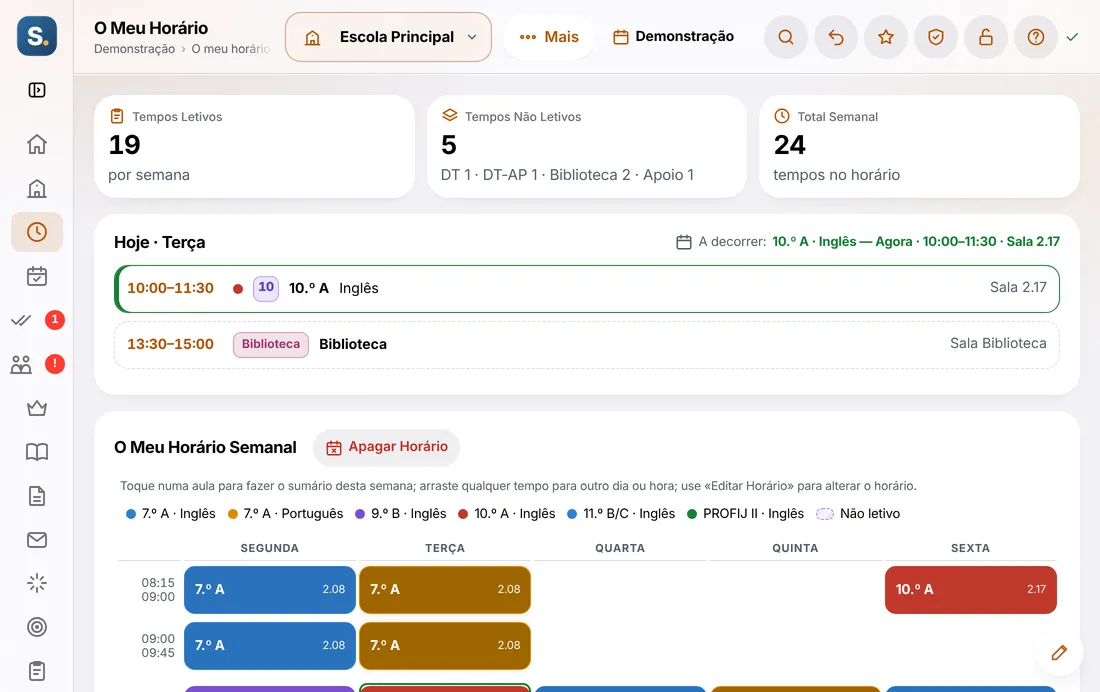 S.
O Meu Horário
Demonstração › O meu horário
Escola Principal
Mais
Demonstração
Tempos Letivos
19
por semana
Tempos Não Letivos
5
DT 1 · DT-AP 1 · Biblioteca 2 · Apoio 1
Total Semanal
24
tempos no horário
Hoje · Terça
A decorrer: 10.º A · Inglês — Agora · 10:00–11:30 · Sala 2.17
10:00–11:30 10 10.º A Inglês Sala 2.17
13:30–15:00 Biblioteca Biblioteca Sala Biblioteca
1
!
O Meu Horário Semanal
Apagar Horário
Toque numa aula para fazer o sumário desta semana; arraste qualquer tempo para outro dia ou hora; use «Editar Horário» para alterar o horário.
7.º A · Inglês 7.º A · Português 9.º B · Inglês 10.º A · Inglês 11.º B/C · Inglês PROFIJ II · Inglês Não letivo
SEGUNDA TERÇA QUARTA QUINTA SEXTA
08:15
09:00
7.º A 2.08 7.º A 2.08 10.º A 2.17
09:00
09:45
7.º A 2.08 7.º A 2.08